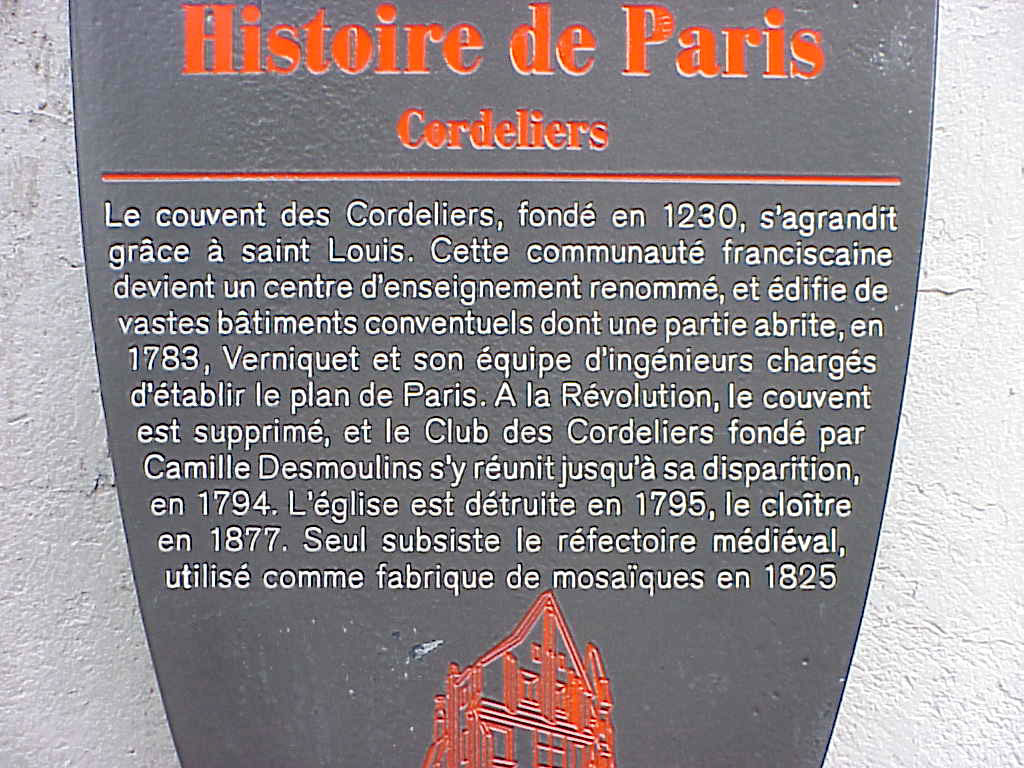 Histoire de Paris
Cordeliers
Le couvent des Cordeliers, fondé en 1230, s'agrandit
grâce à saint Louis. Cette communauté franciscaine
devient un centre d'enseignement renommé, et édifie de
vastes bâtiments conventuels dont une partie abrite, en
1783, Verniquet et son équipe d'ingénieurs chargés
d'établir le plan de Paris. A la Révolution, le couvent
est supprimé, et le Club des Cordeliers fondé par
Camille Desmoulins s'y réunit jusqu'à sa disparition,
en 1794. L'église est détruite en 1795, le cloître
en 1877. Seul subsiste le réfectoire médiéval,
utilisé comme fabrique de mosaïques en 1825